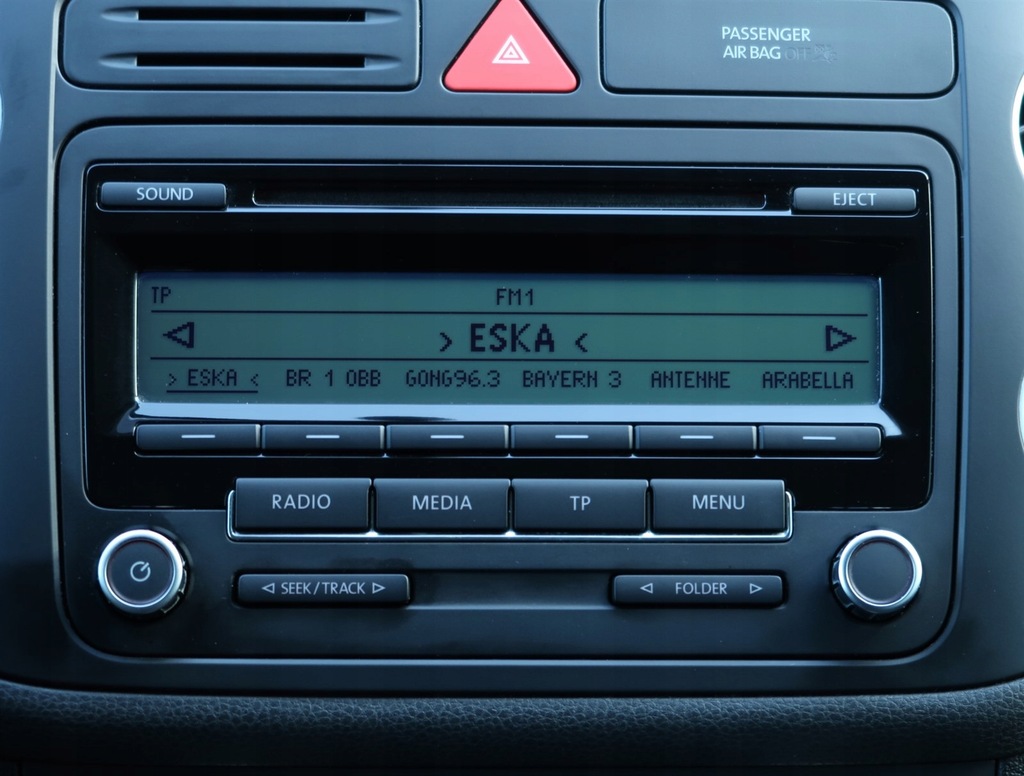 PASSENGER
AIR BAG OFF
SOUND
EJECT
TP FM1
> ESKA <
> ESKA < BR 1 OBB GONG96.3 BAYERN 3 ANTENNE ARABELLA
RADIO MEDIA TP MENU
SEEK/TRACK FOLDER